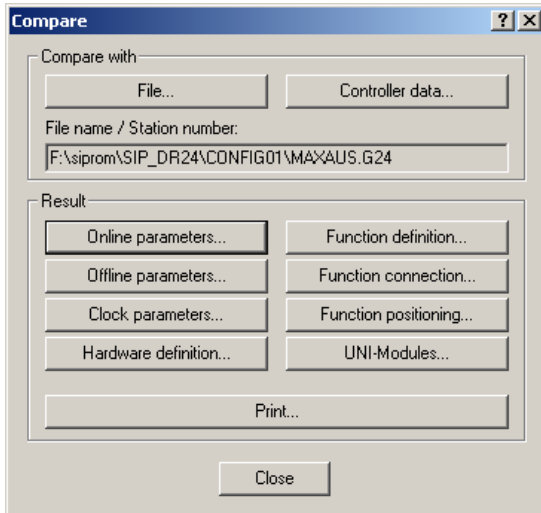 Compare
Compare with
File...
Controller data...
File name / Station number:
F:\siprom\SIP_DR24\CONFIG01\MAXAUS.G24
Result
Online parameters...
Function definition...
Offline parameters...
Function connection...
Clock parameters...
Function positioning...
Hardware definition...
UNI-Modules...
Print...
Close